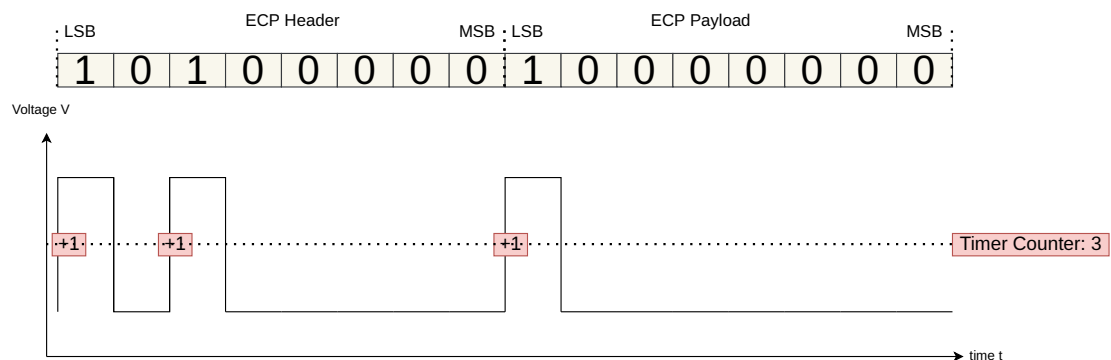 ECP Header
ECP Payload
LSB
MSB
LSB
MSB
1 0 1 0 0 0 0 0 1 0 0 0 0 0 0 0
Voltage V
+1
+1
+1
Timer Counter: 3
time t